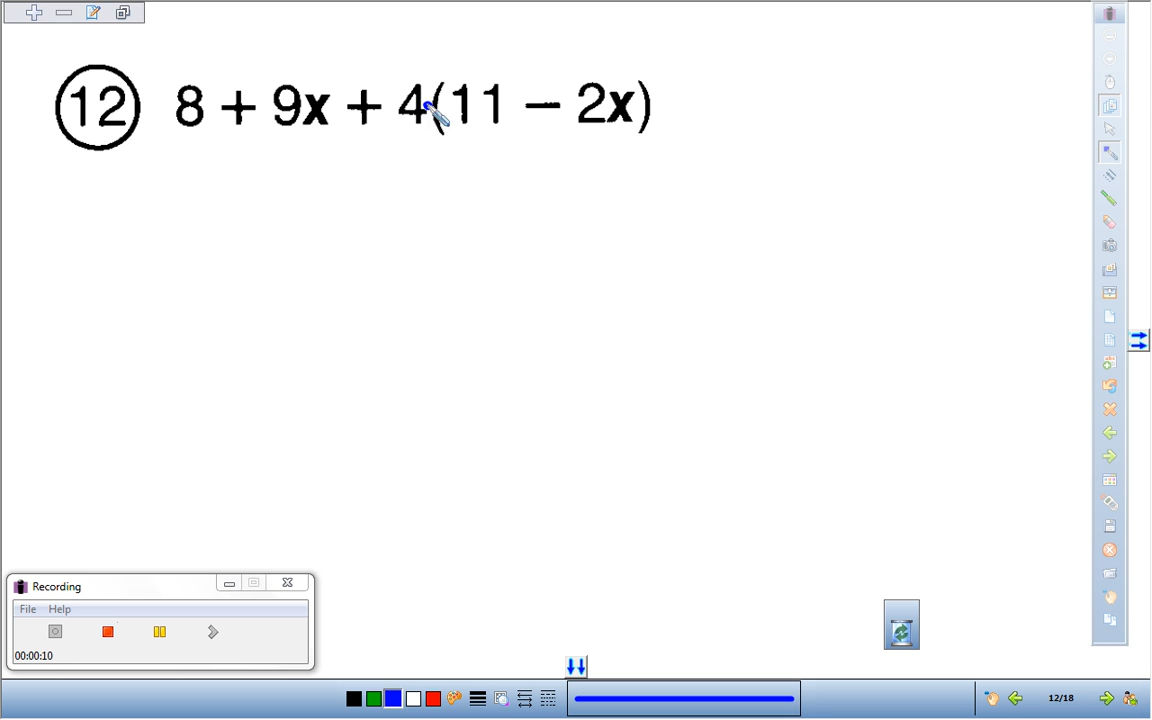 12 8 + 9x + 4(11 − 2x)
Recording
File Help
00:00:10
12/18